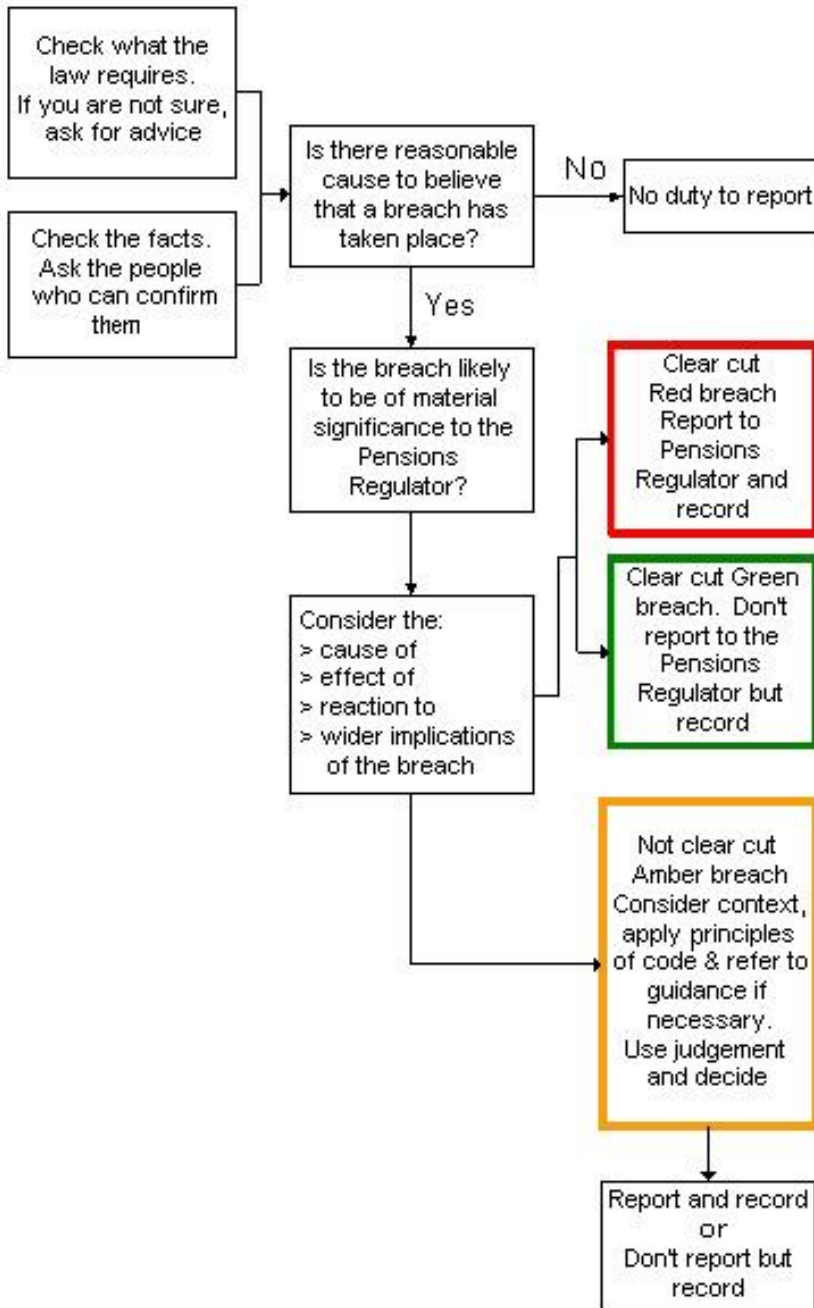 Check what the
law requires.
If you are not sure,
ask for advice
Check the facts.
Ask the people
who can confirm
them
Is there reasonable
cause to believe
that a breach has
taken place?
No
No duty to report
Yes
Is the breach likely
to be of material
significance to the
Pensions
Regulator?
Consider the:
> cause of
> effect of
> reaction to
> wider implications
of the breach
Clear cut
Red breach
Report to
Pensions
Regulator and
record
Clear cut Green
breach. Don't
report to the
Pensions
Regulator but
record
Not clear cut
Amber breach
Consider context,
apply principles
of code & refer to
guidance if
necessary.
Use judgement
and decide
Report and record
or
Don't report but
record